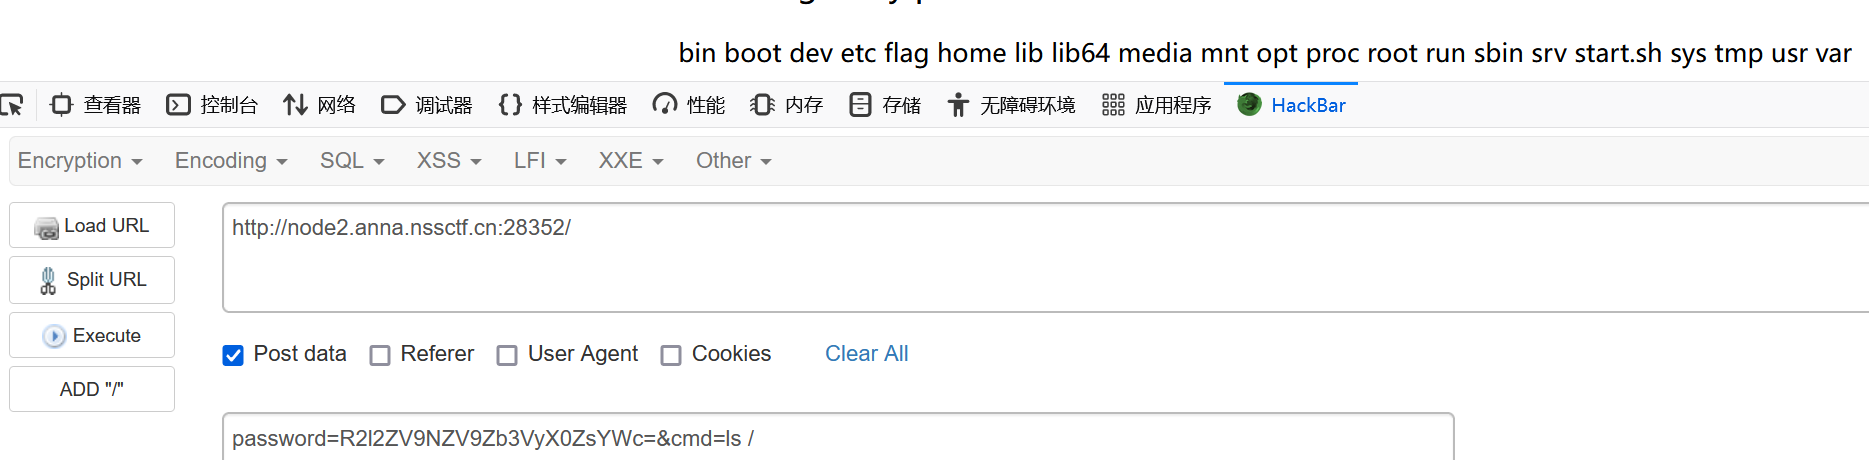 bin boot dev etc flag home lib lib64 media mnt opt proc root run sbin srv start.sh sys tmp usr var
查看器 控制台 网络 调试器 样式编辑器 性能 内存 存储 无障碍环境 应用程序 HackBar
Encryption Encoding SQL XSS LFI XXE Other
Load URL
http://node2.anna.nssctf.cn:28352/
Split URL
Execute
Post data Referer User Agent Cookies Clear All
ADD "/"
password=R2l2ZV9NZV9Zb3VyX0ZsYWc=&cmd=ls /